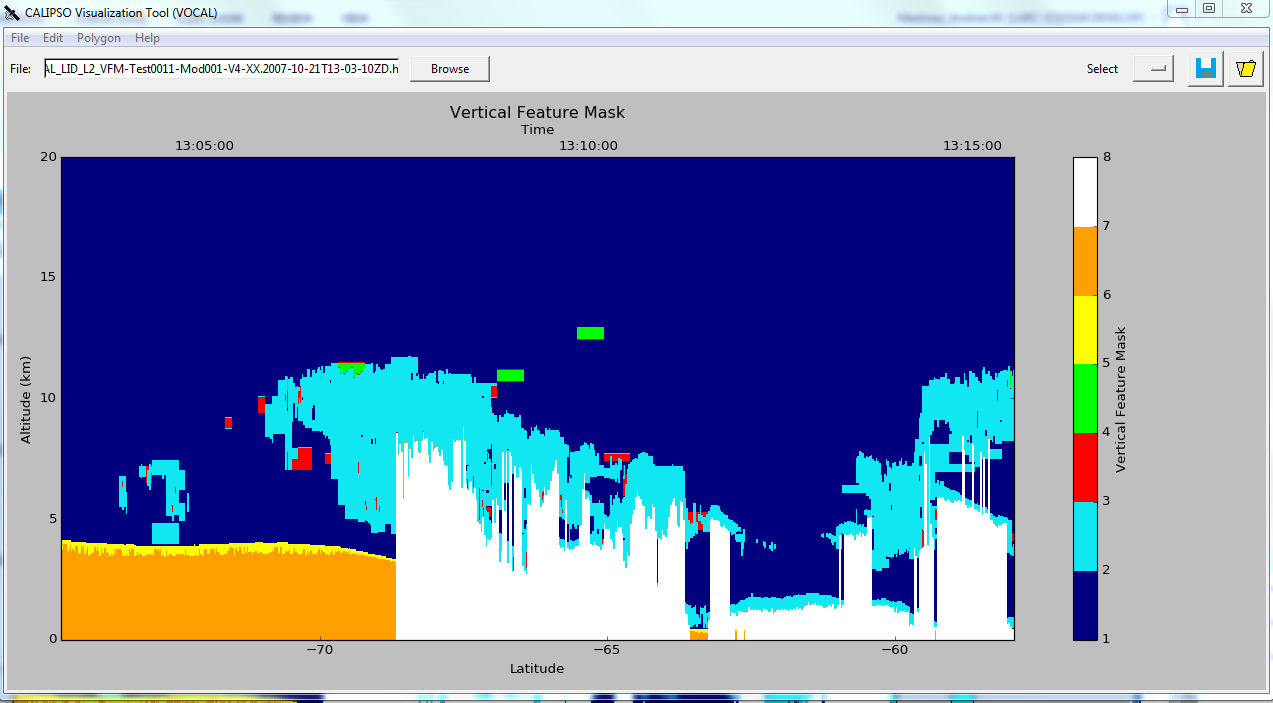 CALIPSO Visualization Tool (VOCAL)
File Edit Polygon Help
File: AL_LID_L2_VFM-Test0011-Mod001-V4-XX.2007-10-21T13-03-10ZD.h Browse Select
Vertical Feature Mask
Time
13:05:00 13:10:00 13:15:00
20
15
10
5
0
Altitude (km)
−70 −65 −60
Latitude
8
7
6
5
4
3
2
1
Vertical Feature Mask